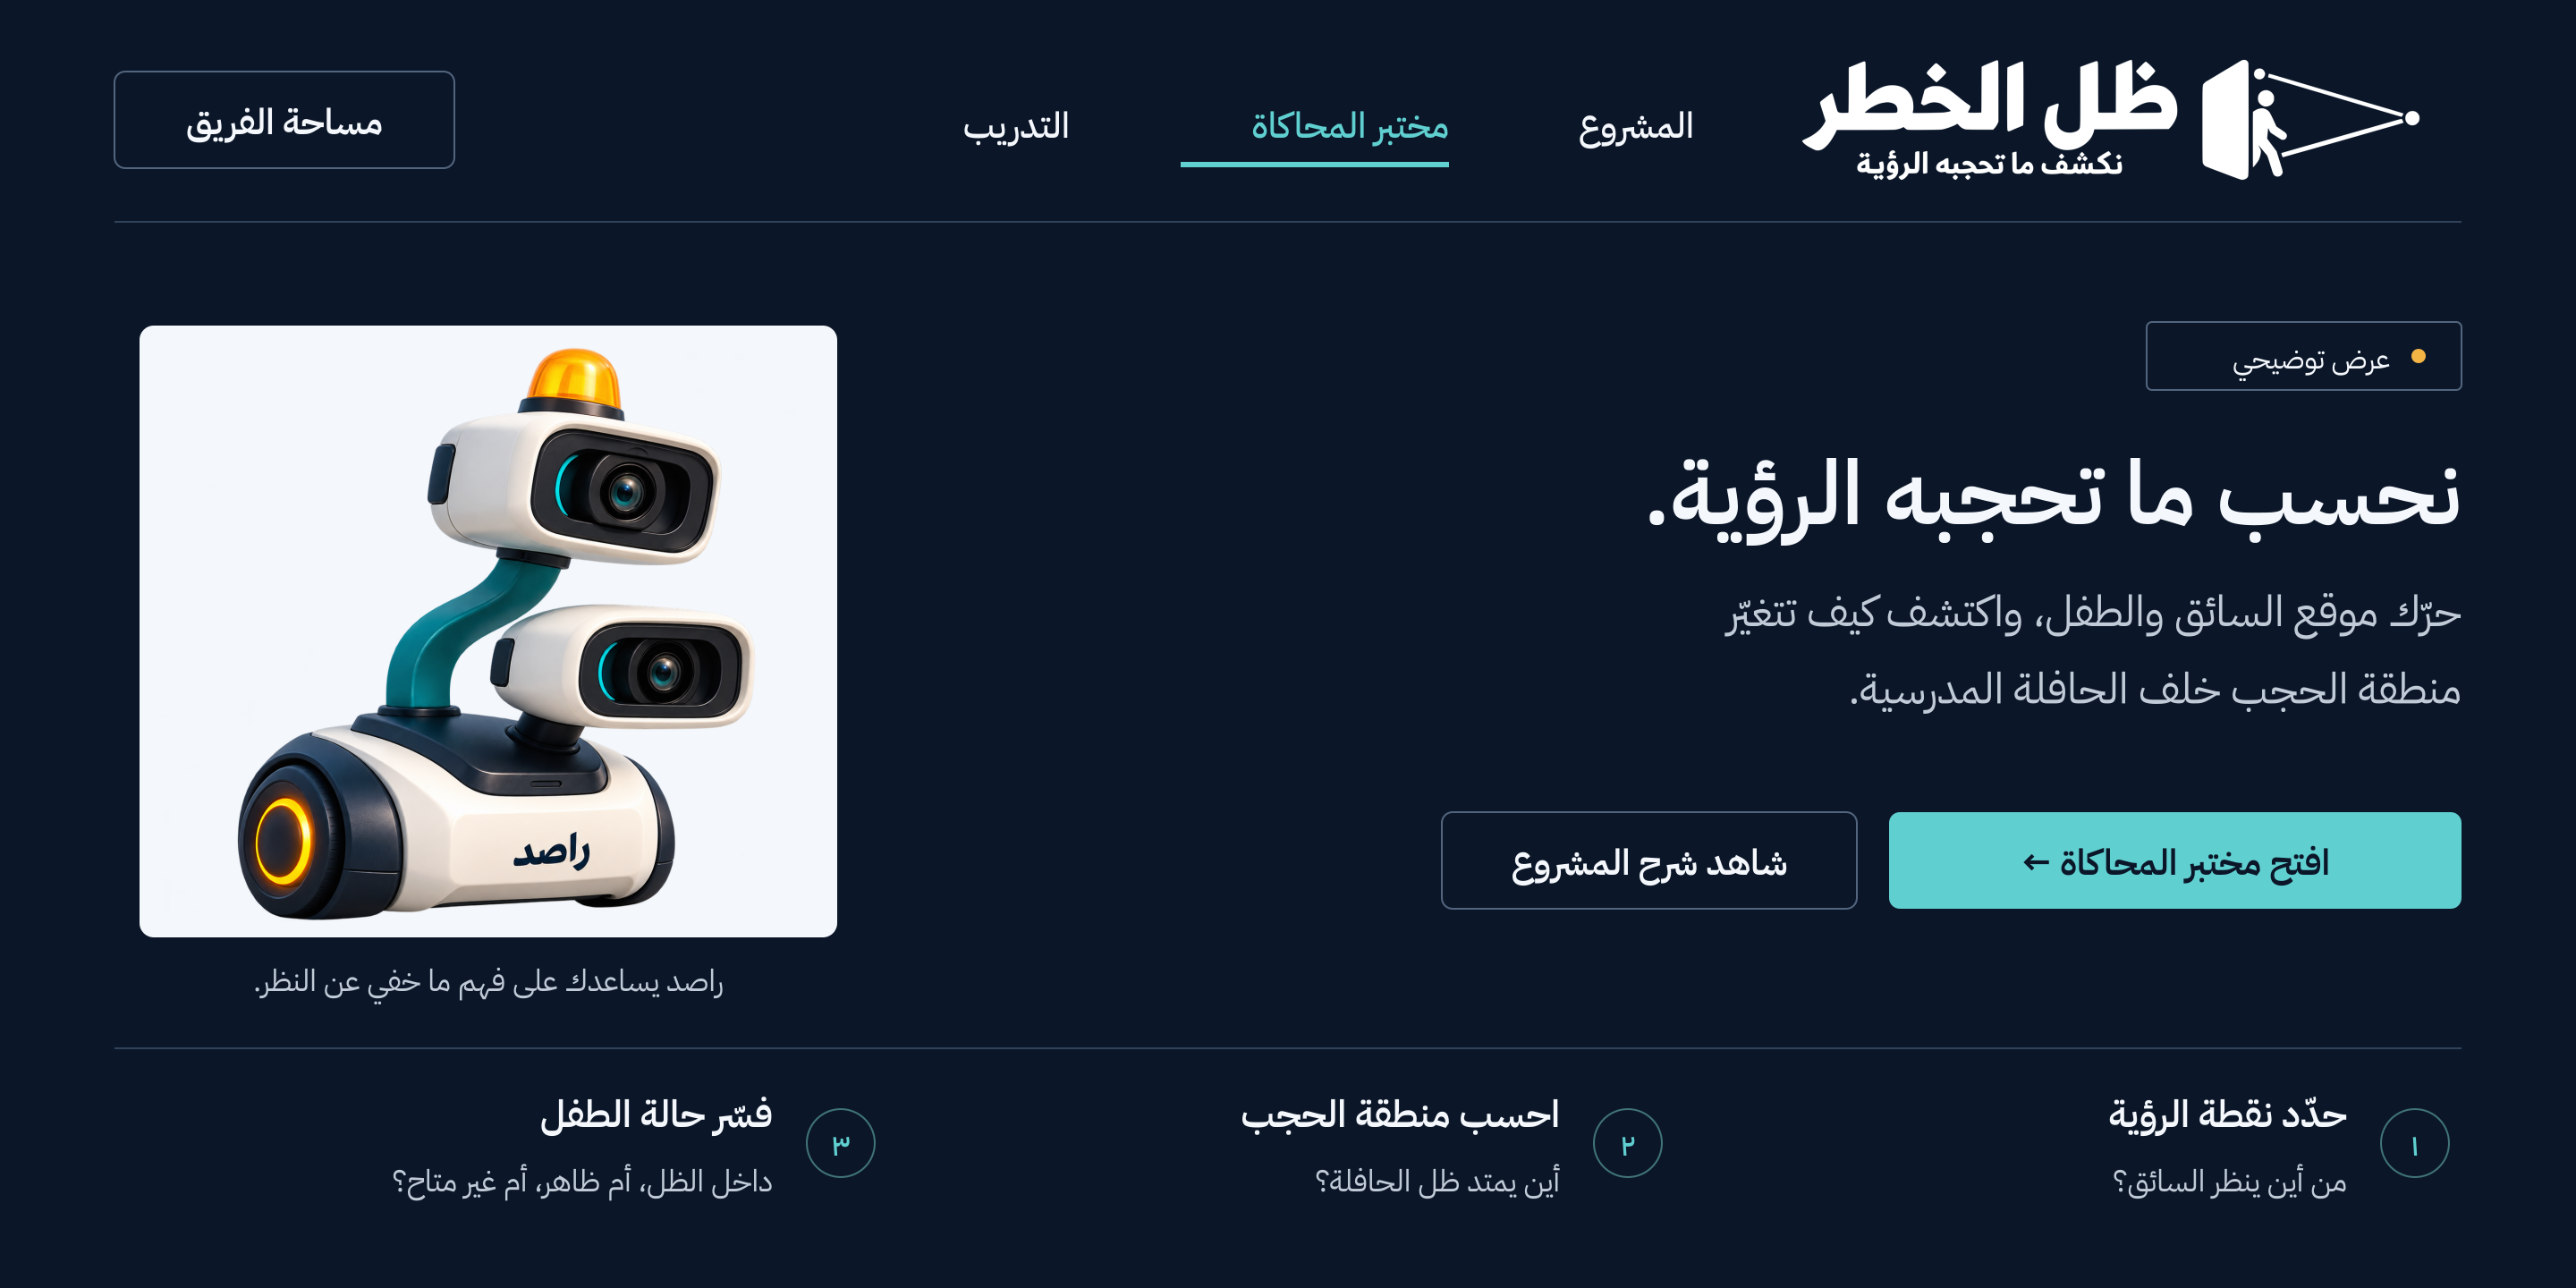 ظل الخطر
نكشف ما تحجبه الرؤية
المشروع
مختبر المحاكاة
التدريب
مساحة الفريق
عرض توضيحي
نحسب ما تحجبه الرؤية.
حرّك موقع السائق والطفل، واكتشف كيف تتغيّر
منطقة الحجب خلف الحافلة المدرسية.
افتح مختبر المحاكاة ←
شاهد شرح المشروع
راصد
راصد يساعدك على فهم ما خفي عن النظر.
١
حدّد نقطة الرؤية
من أين ينظر السائق؟
٢
احسب منطقة الحجب
أين يمتد ظل الحافلة؟
٣
فسّر حالة الطفل
داخل الظل، أم ظاهر، أم غير متاح؟